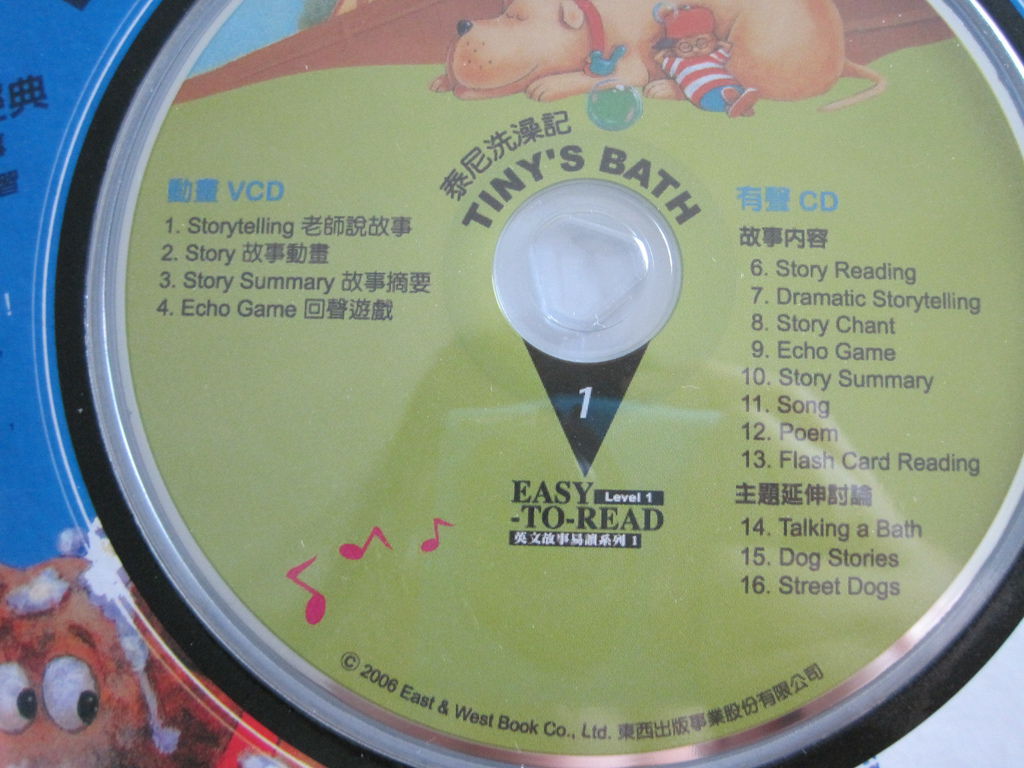 典
泰尼洗澡記
TINY'S BATH
動畫 VCD
1. Storytelling 老師說故事
2. Story 故事動畫
3. Story Summary 故事摘要
4. Echo Game 回聲遊戲
有聲 CD
故事內容
6. Story Reading
7. Dramatic Storytelling
8. Story Chant
9. Echo Game
10. Story Summary
11. Song
12. Poem
13. Flash Card Reading
主題延伸討論
14. Talking a Bath
15. Dog Stories
16. Street Dogs
1
EASY Level 1
-TO-READ
英文故事易讀系列 1
© 2006 East & West Book Co., Ltd. 東西出版事業股份有限公司